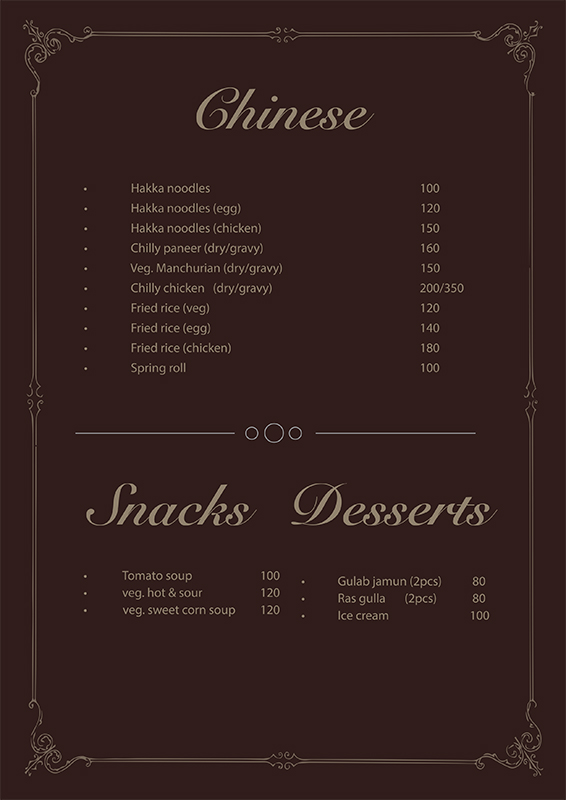 Chinese
• Hakka noodles 100
• Hakka noodles (egg) 120
• Hakka noodles (chicken) 150
• Chilly paneer (dry/gravy) 160
• Veg. Manchurian (dry/gravy) 150
• Chilly chicken (dry/gravy) 200/350
• Fried rice (veg) 120
• Fried rice (egg) 140
• Fried rice (chicken) 180
• Spring roll 100
Snacks
• Tomato soup 100
• veg. hot & sour 120
• veg. sweet corn soup 120
Desserts
• Gulab jamun (2pcs) 80
• Ras gulla (2pcs) 80
• Ice cream 100